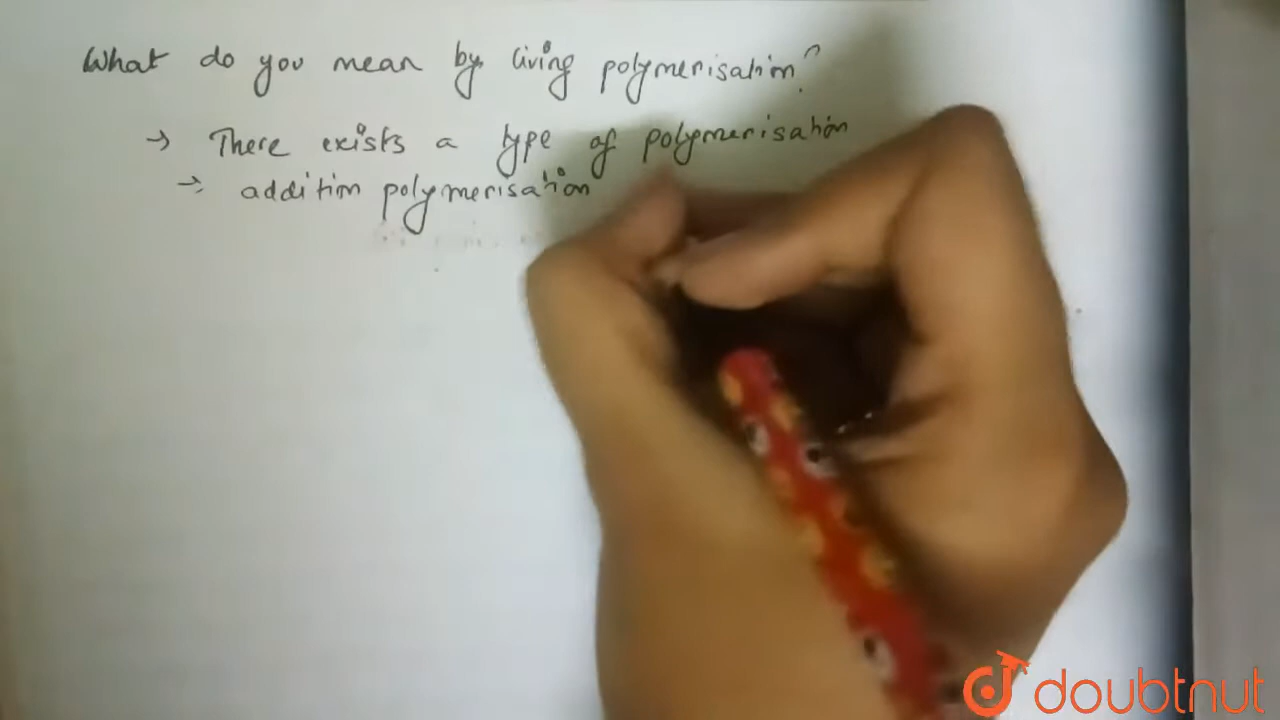 What do you mean by living polymerisation?
→ There exists a type of polymerisation
→ addition polymerisation
doubtnut